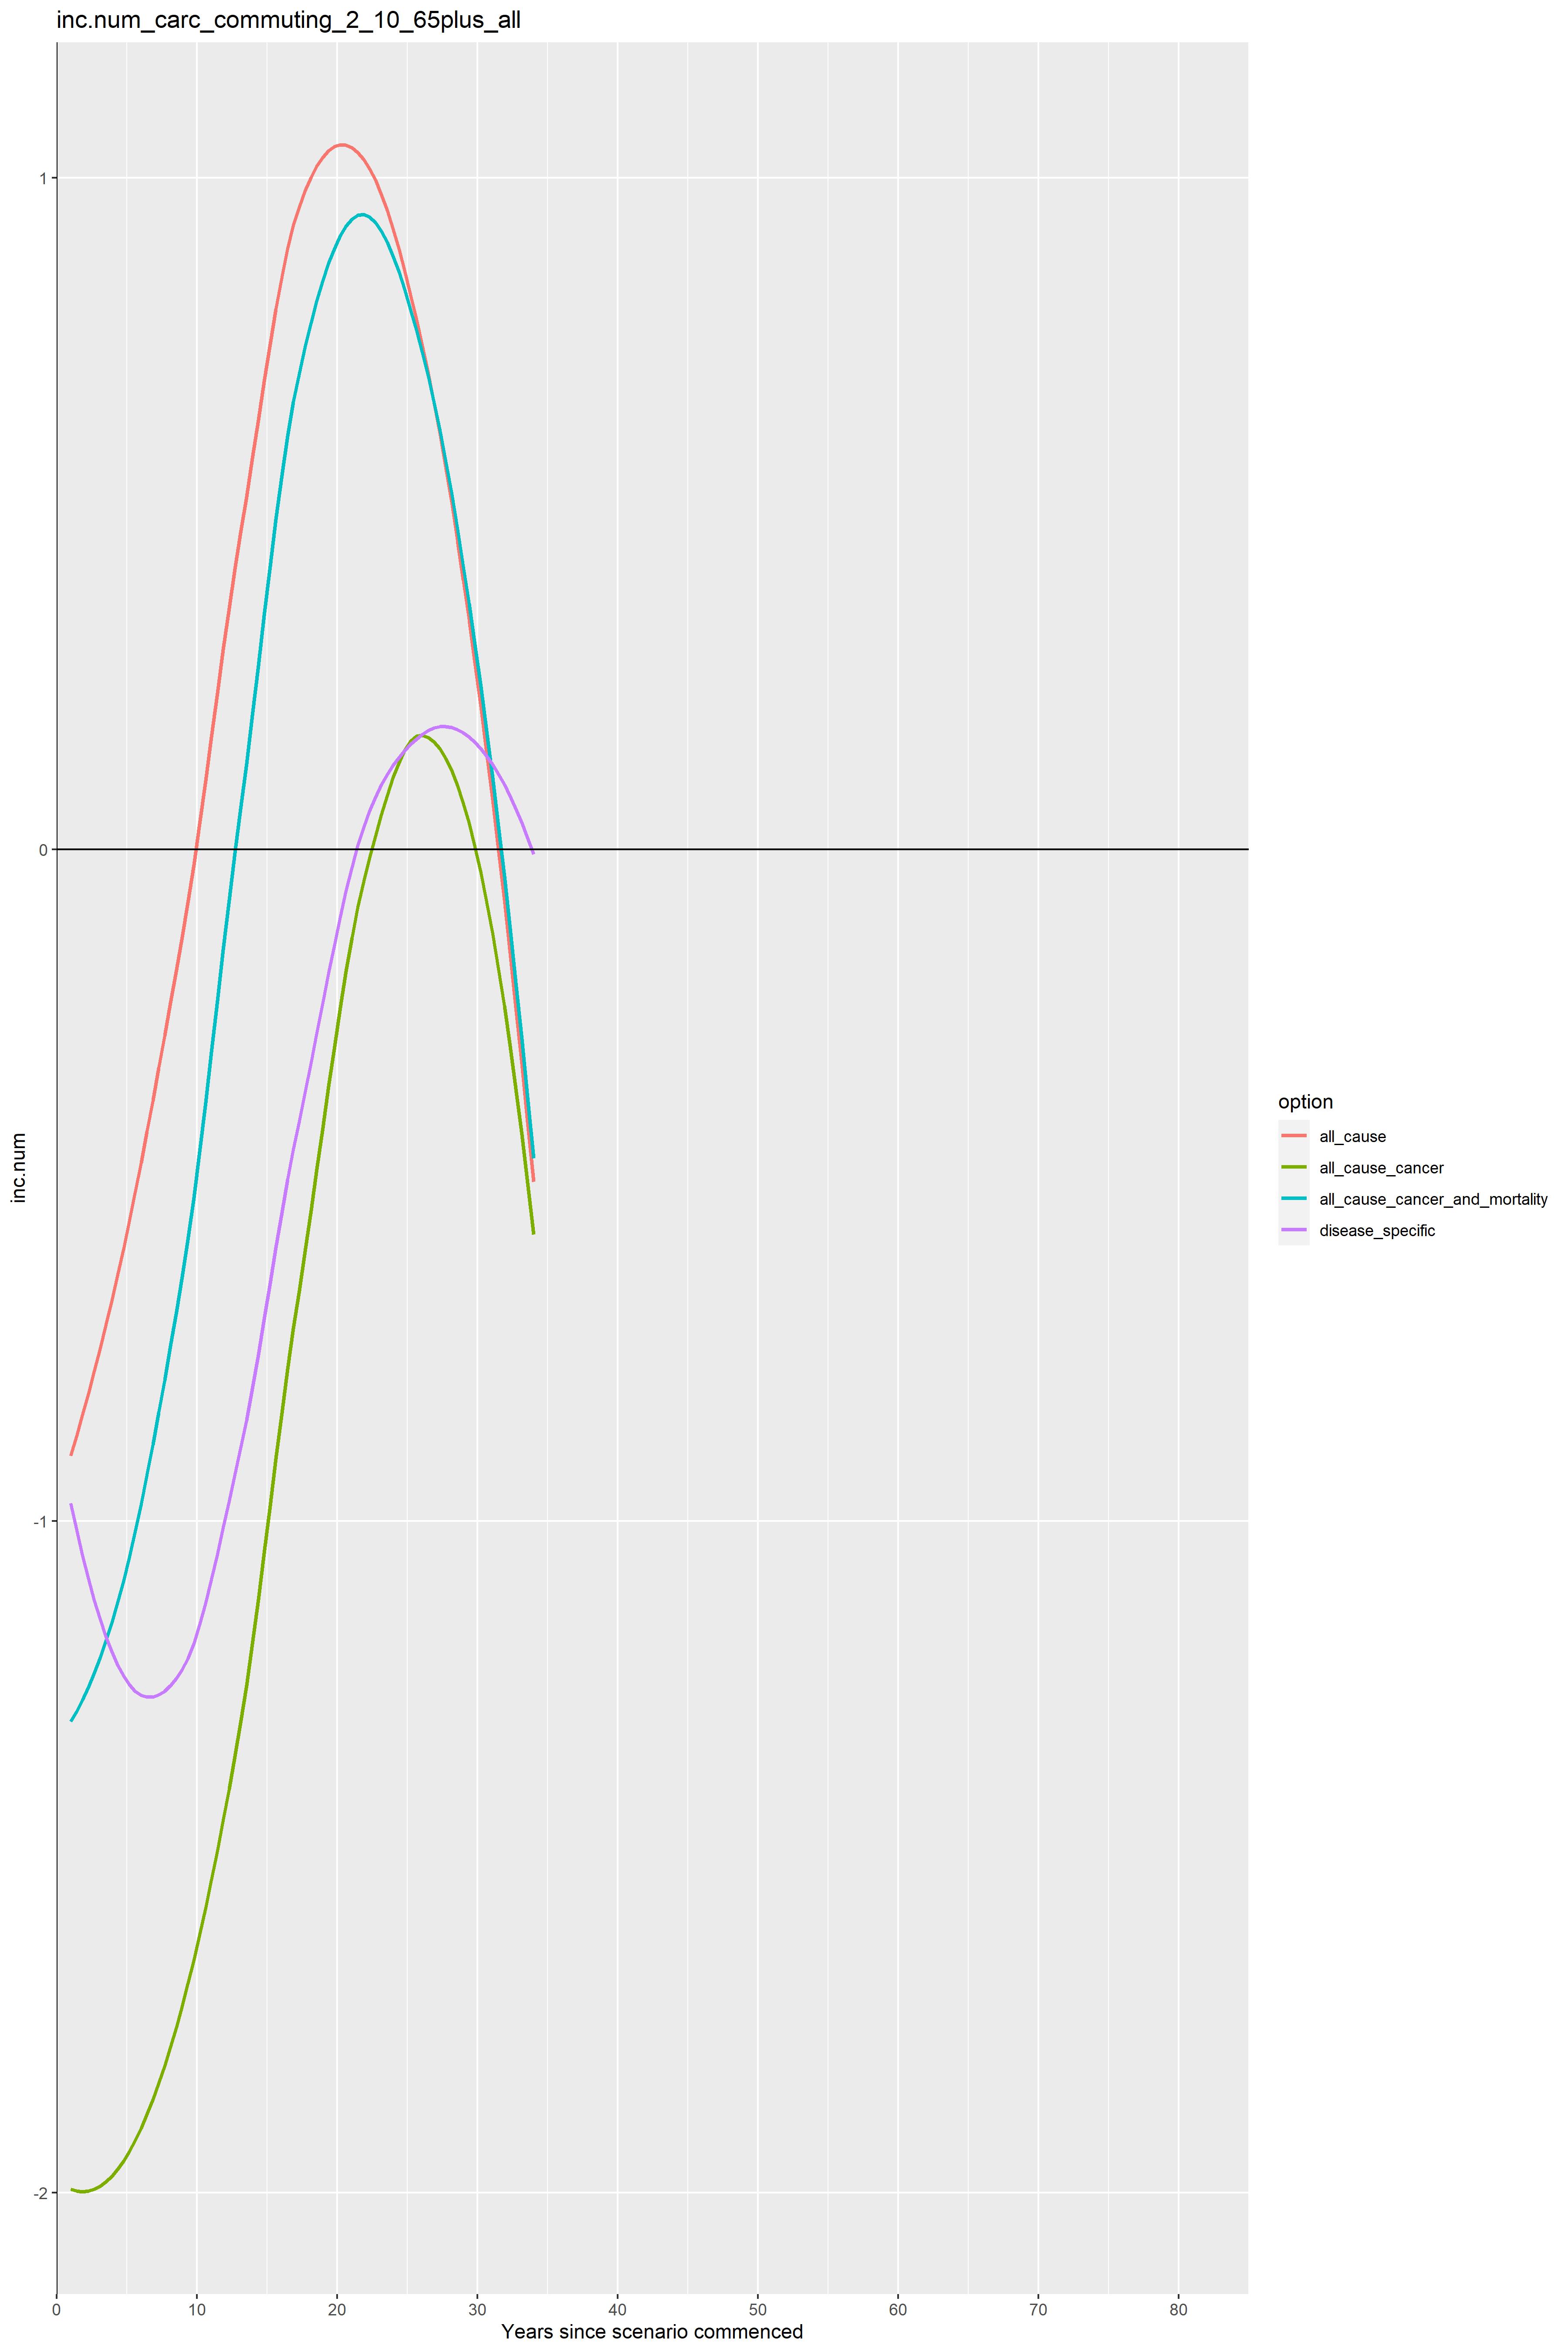 inc.num_carc_commuting_2_10_65plus_all
1
0
-1
-2
inc.num
0 10 20 30 40 50 60 70 80
Years since scenario commenced
option
all_cause
all_cause_cancer
all_cause_cancer_and_mortality
disease_specific